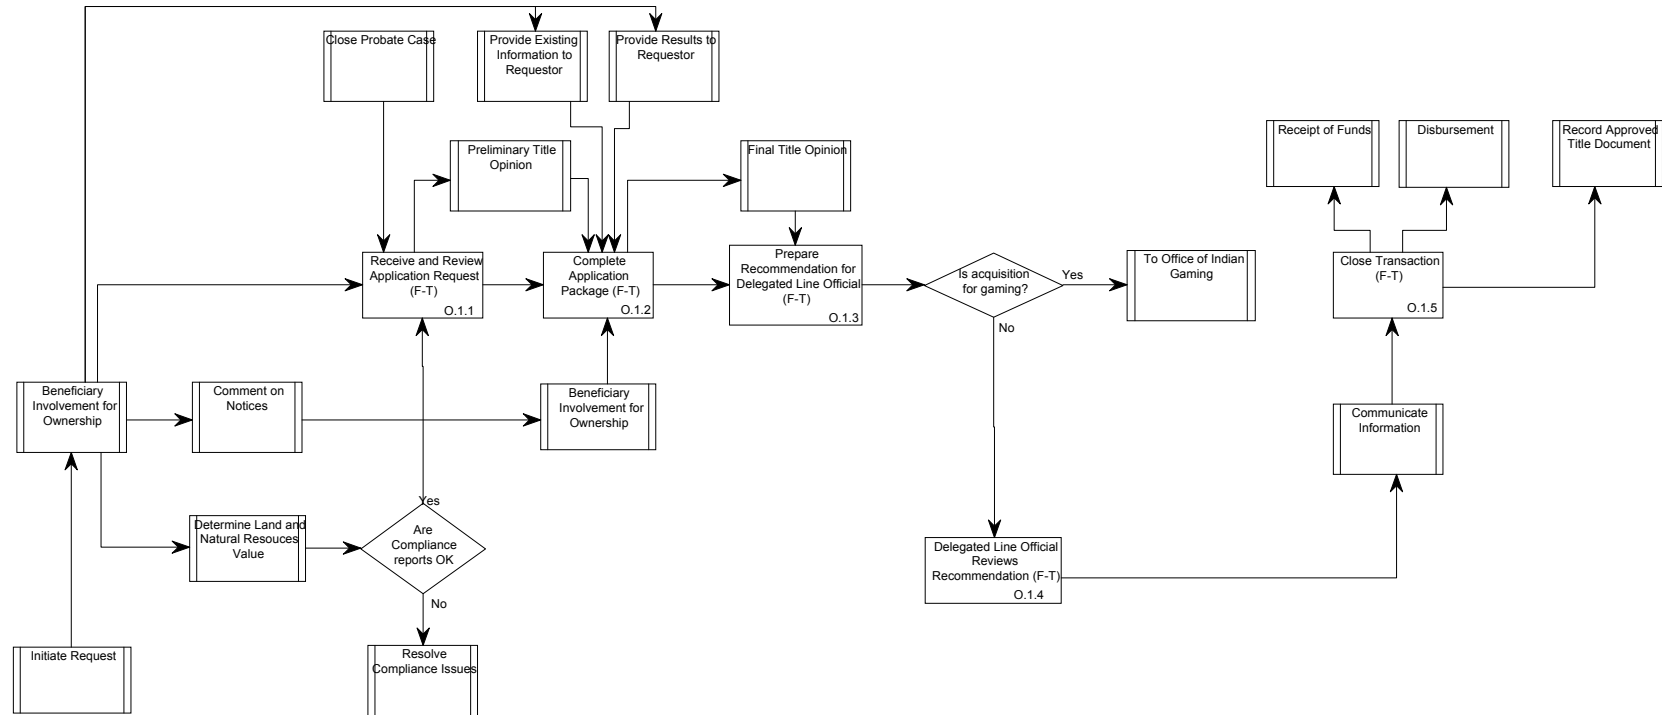 Close Probate Case
Provide Existing
Information to
Requestor
Provide Results to
Requestor
Preliminary Title
Opinion
Final Title Opinion
Receipt of Funds
Disbursement
Record Approved
Title Document
Receive and Review
Application Request
(F-T)
O.1.1
Complete
Application
Package (F-T)
O.1.2
Prepare
Recommendation for
Delegated Line Official
(F-T)
O.1.3
Is acquisition
for gaming?
Yes
No
To Office of Indian
Gaming
Close Transaction
(F-T)
O.1.5
Beneficiary
Involvement for
Ownership
Comment on
Notices
Beneficiary
Involvement for
Ownership
Communicate
Information
Determine Land and
Natural Resouces
Value
Yes
Are
Compliance
reports OK
No
Delegated Line Official
Reviews
Recommendation (F-T)
O.1.4
Initiate Request
Resolve
Compliance Issues